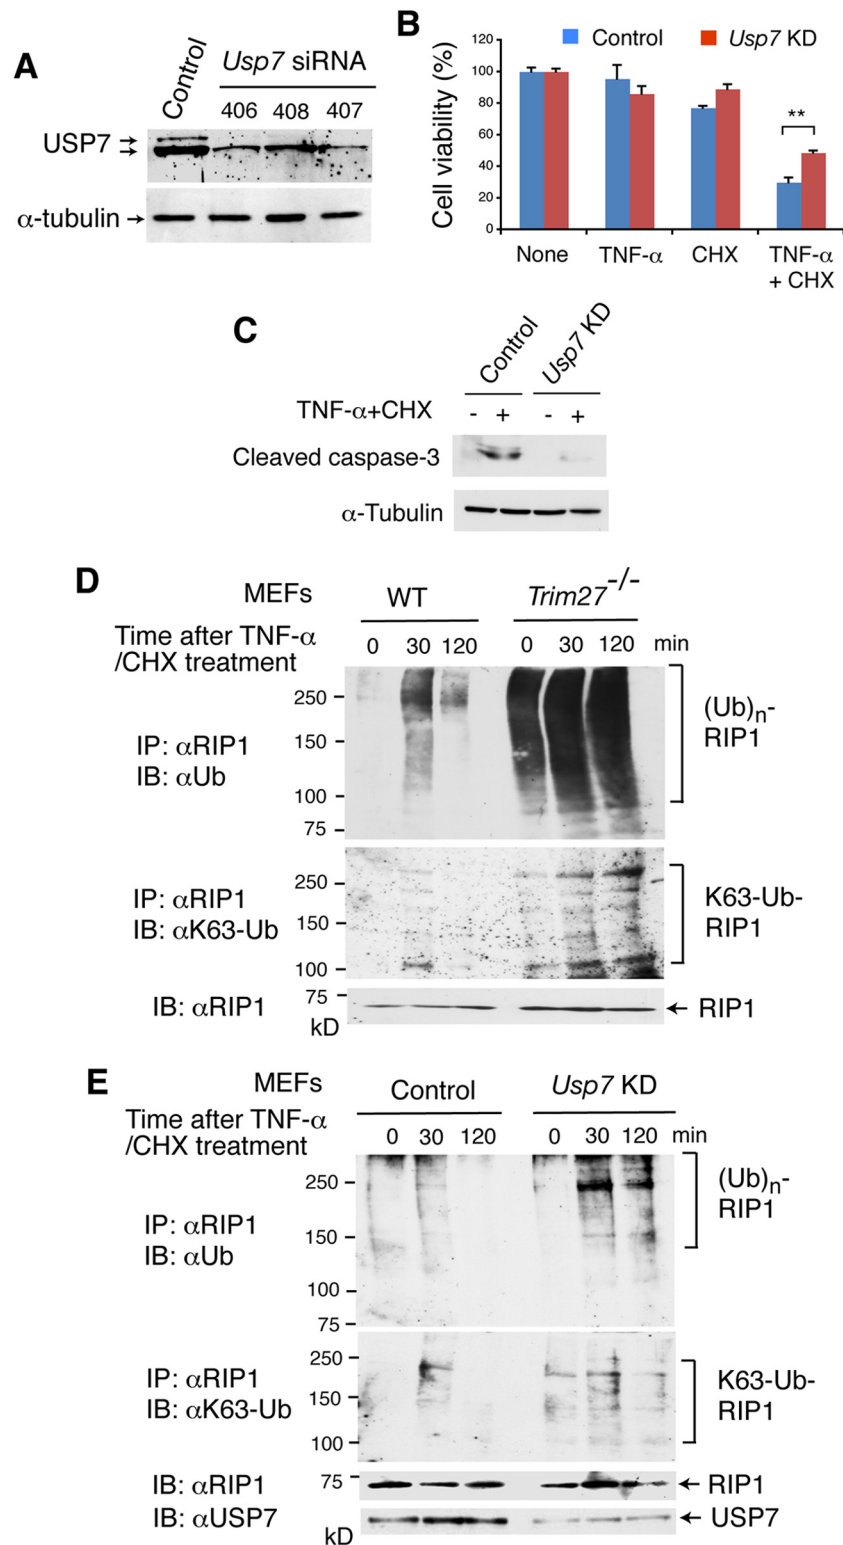 A
Control
Usp7 siRNA
406 408 407
USP7
α-tubulin
B
Control Usp7 KD
Cell viability (%)
120
100
80
60
40
20
0
**
None TNF-α CHX TNF-α
+ CHX
C
Control Usp7 KD
TNF-α+CHX - + - +
Cleaved caspase-3
α-Tubulin
D
MEFs WT Trim27-/-
Time after TNF-α
/CHX treatment
0 30 120 0 30 120 min
250
150
100
75
IP: αRIP1
IB: αUb
(Ub)n-
RIP1
250
150
100
IP: αRIP1
IB: αK63-Ub
K63-Ub-
RIP1
IB: αRIP1 75 RIP1
kD
E
MEFs Control Usp7 KD
Time after TNF-α
/CHX treatment
0 30 120 0 30 120 min
250
150
100
75
IP: αRIP1
IB: αUb
(Ub)n-
RIP1
250
150
100
IP: αRIP1
IB: αK63-Ub
K63-Ub-
RIP1
IB: αRIP1 75 RIP1
IB: αUSP7 USP7
kD